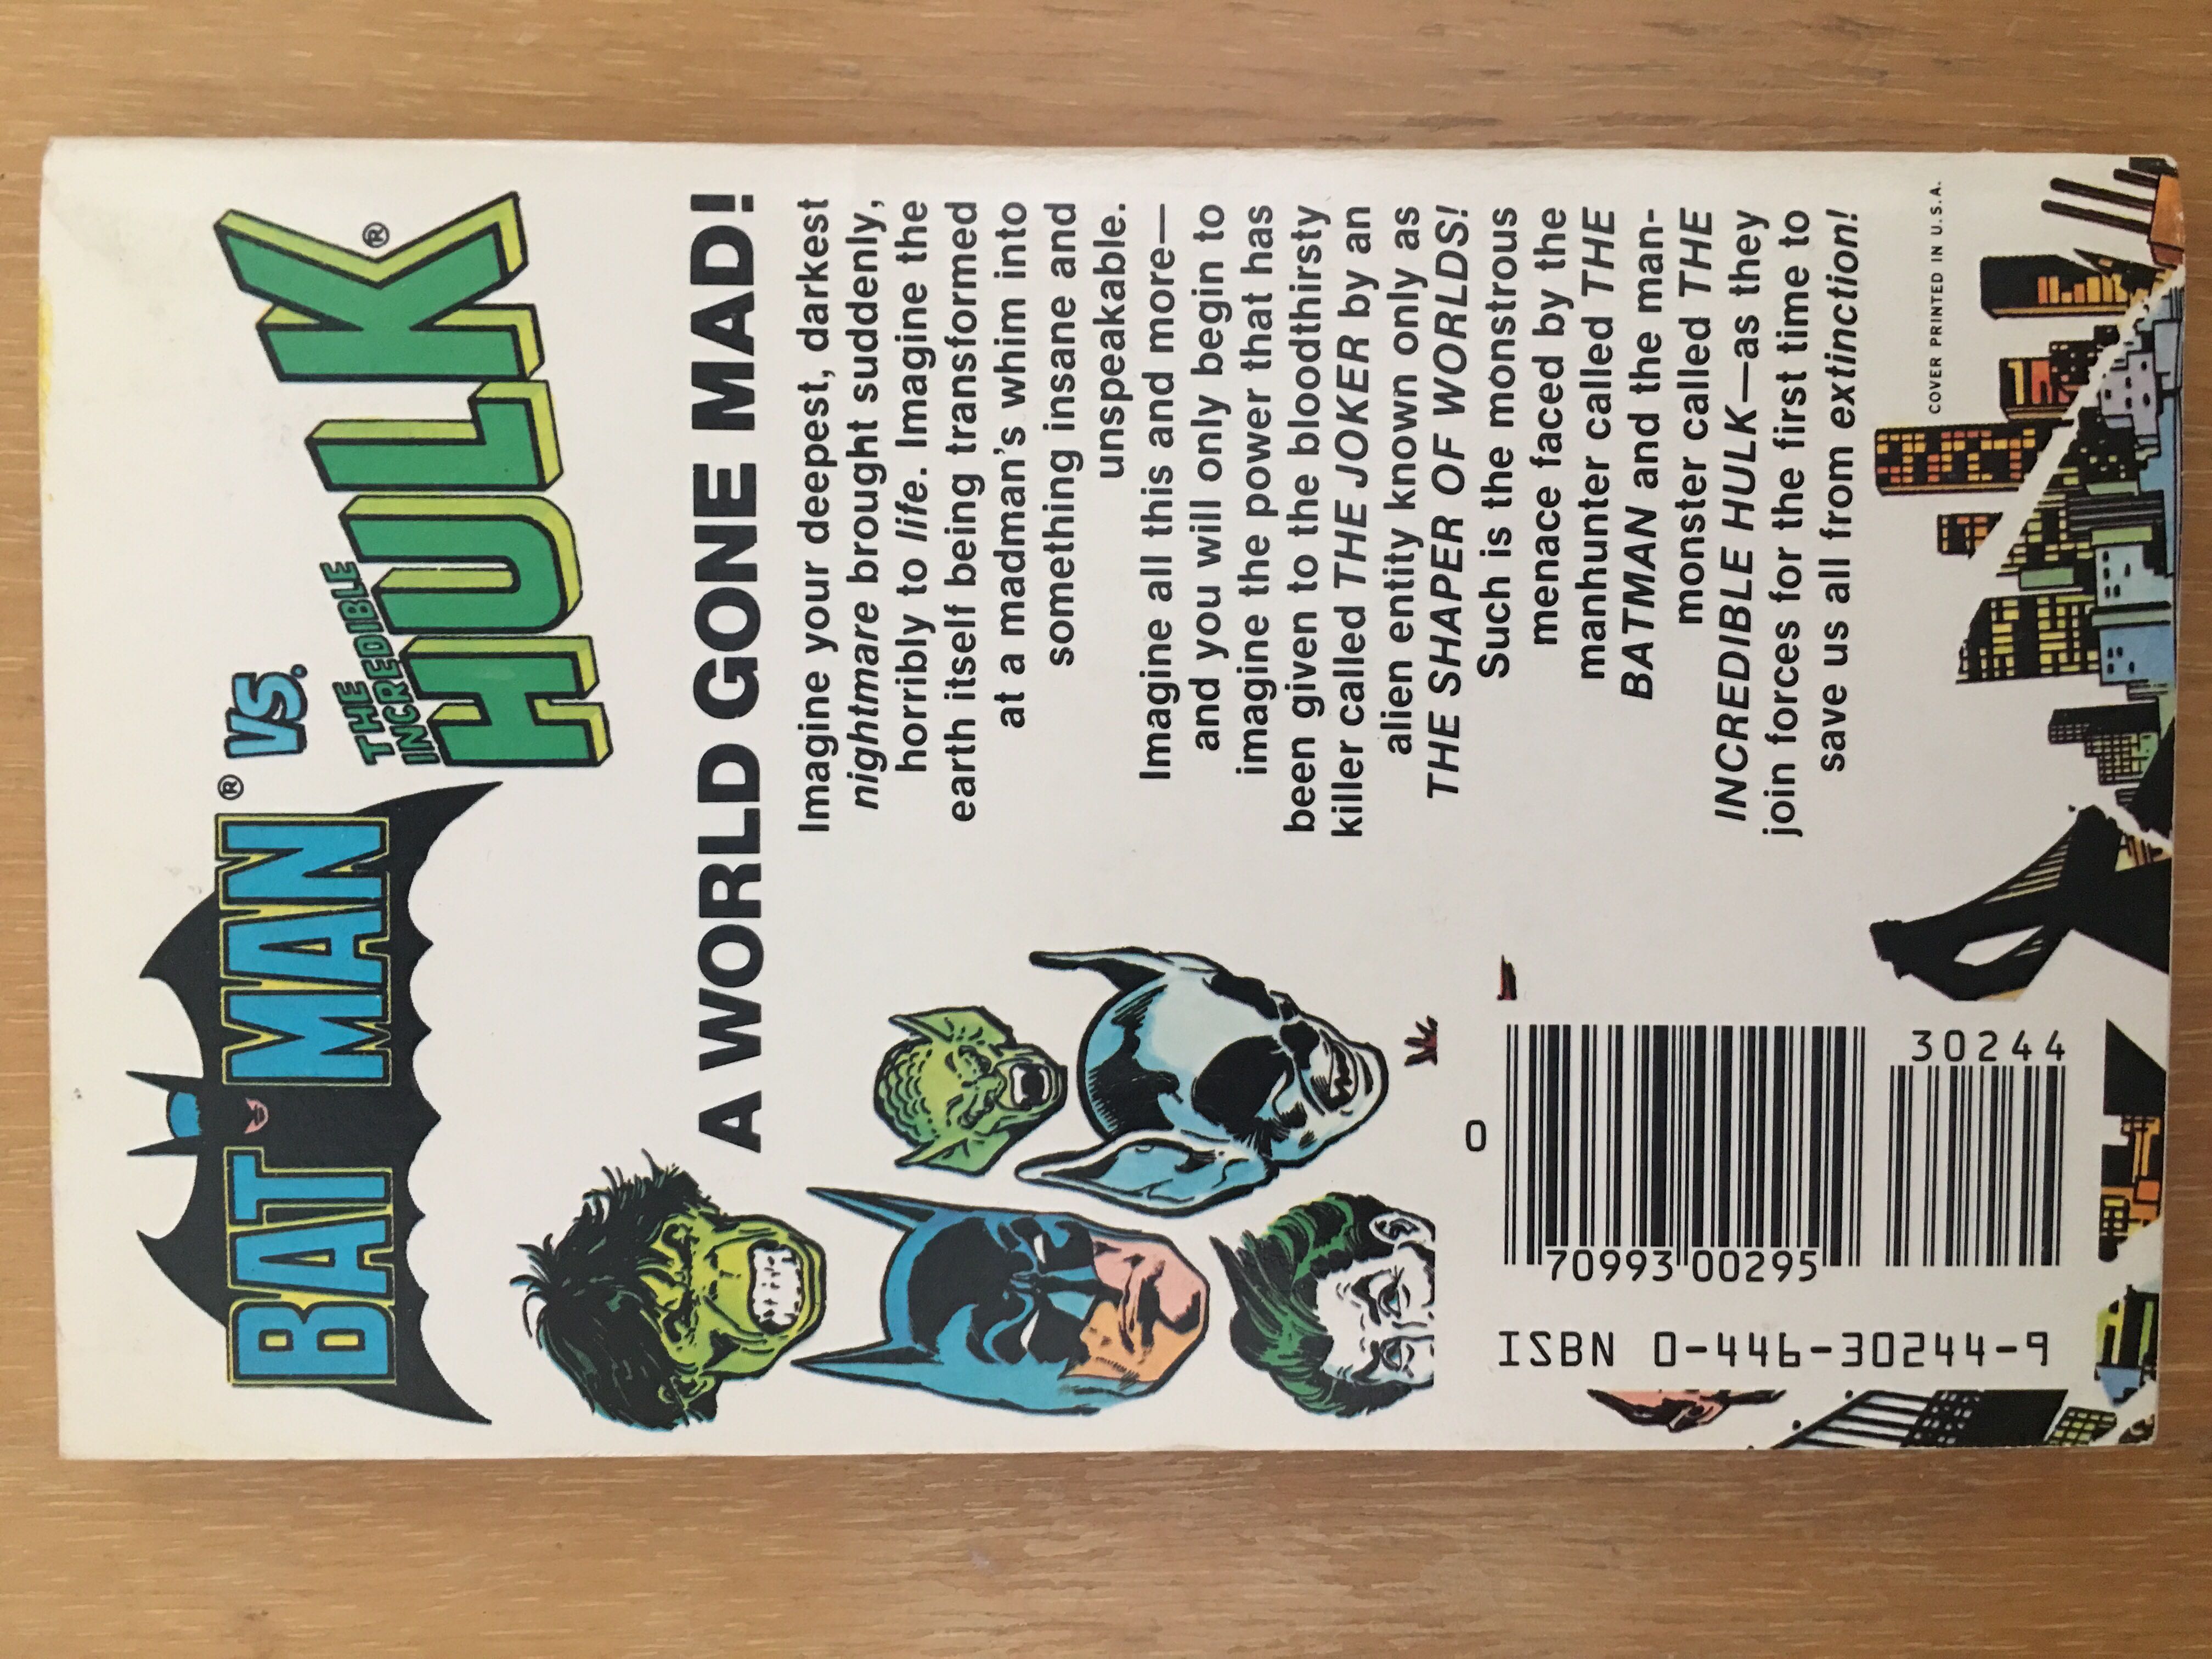 BATMAN® VS.
THE
INCREDIBLE
HULK®
A WORLD GONE MAD!
Imagine your deepest, darkest
nightmare brought suddenly,
horribly to life. Imagine the
earth itself being transformed
at a madman's whim into
something insane and
unspeakable.
Imagine all this and more—
and you will only begin to
imagine the power that has
been given to the bloodthirsty
killer called THE JOKER by an
alien entity known only as
THE SHAPER OF WORLDS!
Such is the monstrous
menace faced by the
manhunter called THE
BATMAN and the man-
monster called THE
INCREDIBLE HULK—as they
join forces for the first time to
save us all from extinction!
COVER PRINTED IN U.S.A.
0
70993 00295
30244
ISBN 0-446-30244-9